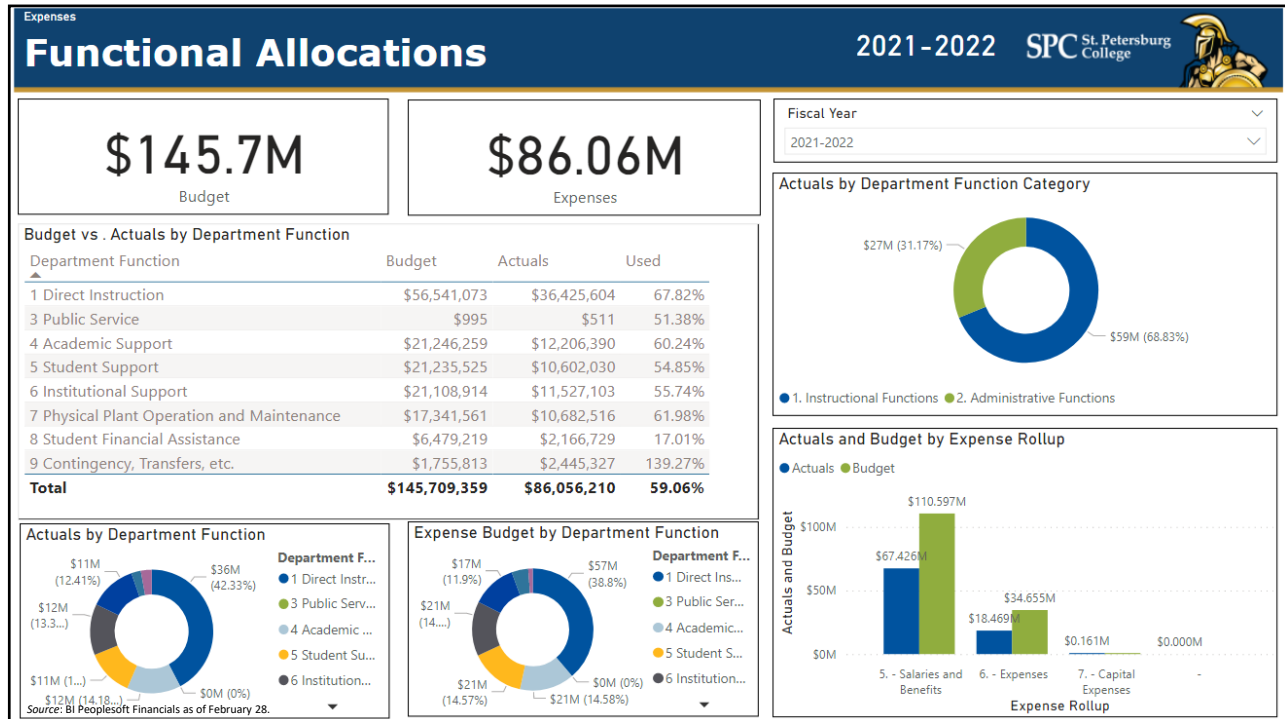 Expenses
Functional Allocations
2021-2022
SPC St. Petersburg College
$145.7M
Budget
$86.06M
Expenses
Fiscal Year
2021-2022
Budget vs . Actuals by Department Function
Department Function Budget Actuals Used
1 Direct Instruction $56,541,073 $36,425,604 67.82%
3 Public Service $995 $511 51.38%
4 Academic Support $21,246,259 $12,206,390 60.24%
5 Student Support $21,235,525 $10,602,030 54.85%
6 Institutional Support $21,108,914 $11,527,103 55.74%
7 Physical Plant Operation and Maintenance $17,341,561 $10,682,516 61.98%
8 Student Financial Assistance $6,479,219 $2,166,729 17.01%
9 Contingency, Transfers, etc. $1,755,813 $2,445,327 139.27%
Total $145,709,359 $86,056,210 59.06%
Actuals by Department Function Category
$27M (31.17%)
$59M (68.83%)
1. Instructional Functions 2. Administrative Functions
Actuals by Department Function
$11M
(12.41%)
$36M
(42.33%)
$12M
(13.3...)
$11M (1...)
$12M (14.18...)
$0M (0%)
Department F...
1 Direct Instr...
3 Public Serv...
4 Academic ...
5 Student Su...
6 Institution...
Source: BI Peoplesoft Financials as of February 28.
Expense Budget by Department Function
$17M
(11.9%)
$57M
(38.8%)
$21M
(14....)
$21M
(14.57%)
$21M (14.58%)
$0M (0%)
Department F...
1 Direct Ins...
3 Public Ser...
4 Academic...
5 Student S...
6 Institution...
Actuals and Budget by Expense Rollup
Actuals Budget
Actuals and Budget
$100M
$50M
$0M
$110.597M
$67.426M
$34.655M
$18.469M
$0.161M
$0.000M
5. - Salaries and
Benefits
6. - Expenses
7. - Capital
Expenses
-
Expense Rollup